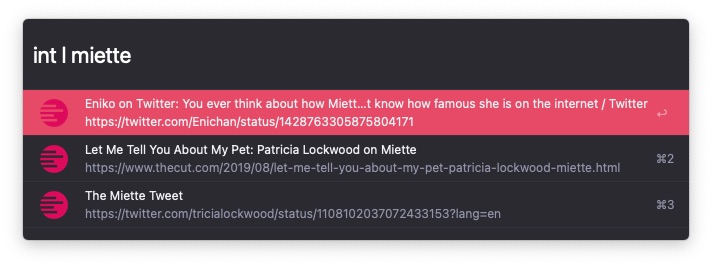 int l miette
Eniko on Twitter: You ever think about how Miett...t know how famous she is on the internet / Twitter
https://twitter.com/Enichan/status/1428763305875804171
↩
Let Me Tell You About My Pet: Patricia Lockwood on Miette
https://www.thecut.com/2019/08/let-me-tell-you-about-my-pet-patricia-lockwood-miette.html
⌘2
The Miette Tweet
https://twitter.com/tricialockwood/status/1108102037072433153?lang=en
⌘3